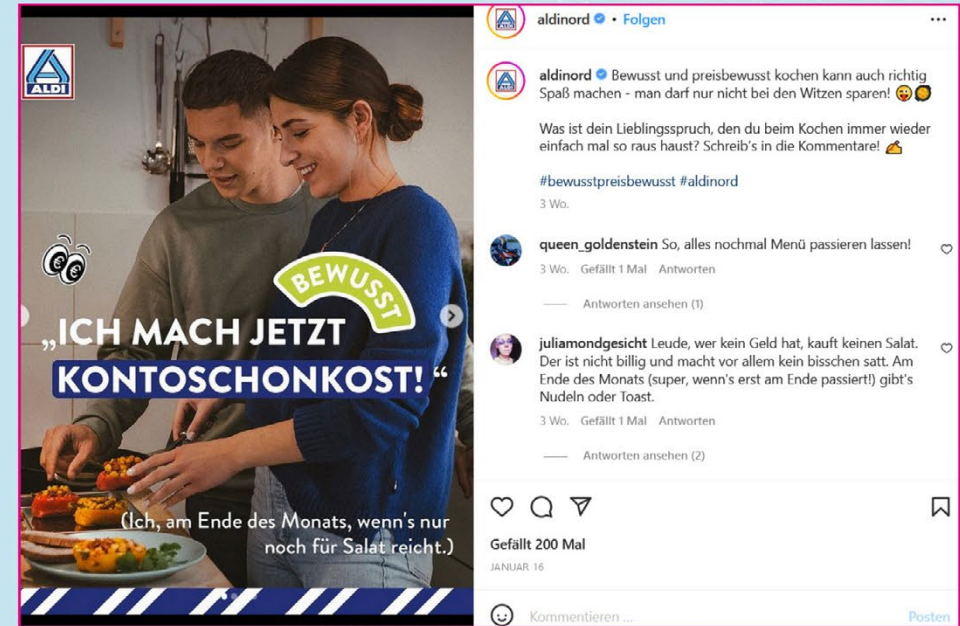 ALDI
BEWUSST
„ICH MACH JETZT
KONTOSCHONKOST! “
(Ich, am Ende des Monats, wenn's nur
noch für Salat reicht.)
aldinord • Folgen
aldinord Bewusst und preisbewusst kochen kann auch richtig
Spaß machen - man darf nur nicht bei den Witzen sparen! 😜🥘
Was ist dein Lieblingsspruch, den du beim Kochen immer wieder
einfach mal so raus haust? Schreib's in die Kommentare! ✍
#bewusstpreisbewusst #aldinord
3 Wo.
queen_goldenstein So, alles nochmal Menü passieren lassen!
3 Wo. Gefällt 1 Mal Antworten
Antworten ansehen (1)
juliamondgesicht Leude, wer kein Geld hat, kauft keinen Salat.
Der ist nicht billig und macht vor allem kein bisschen satt. Am
Ende des Monats (super, wenn's erst am Ende passiert!) gibt's
Nudeln oder Toast.
3 Wo. Gefällt 1 Mal Antworten
Antworten ansehen (2)
Gefällt 200 Mal
JANUAR 16
Kommentieren ...
Posten